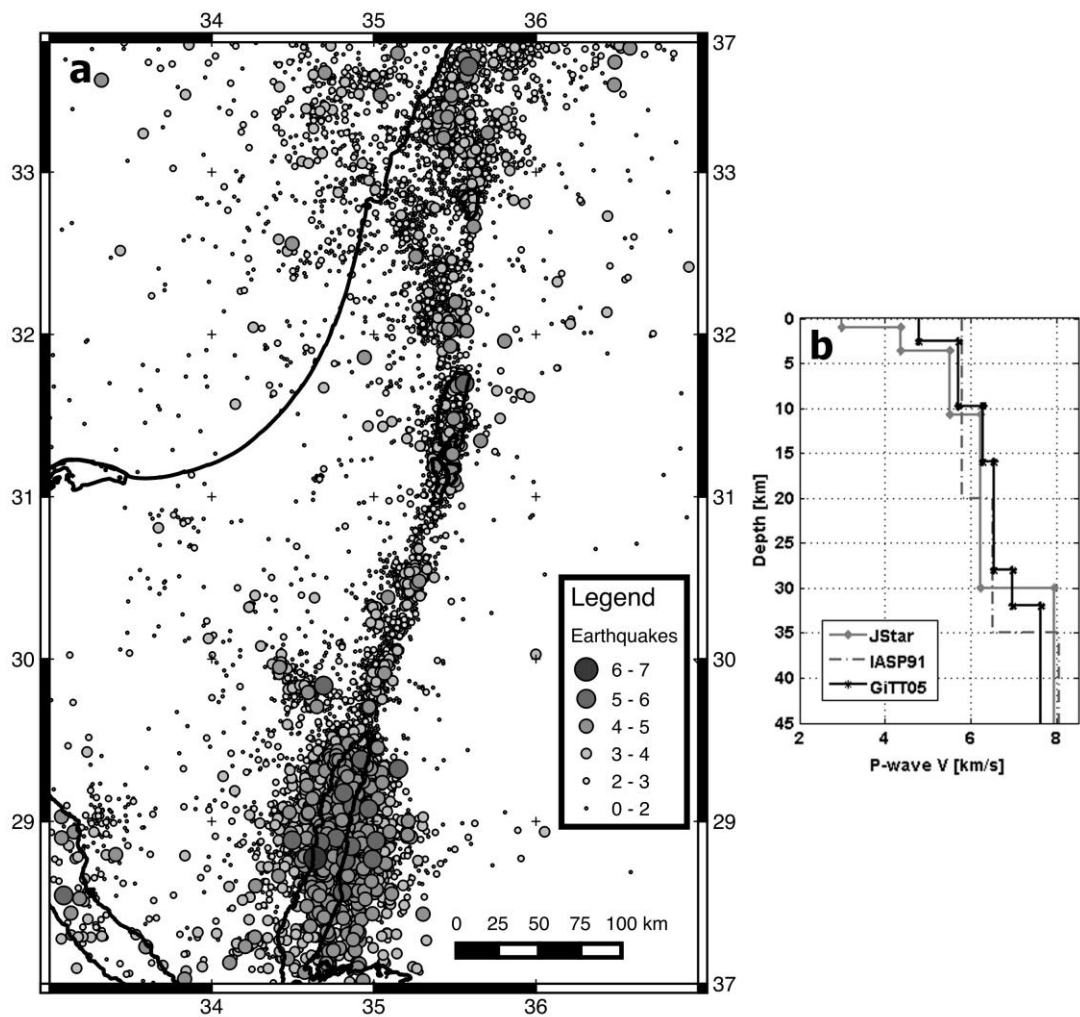 34 35 36
37 37
a
33 33
32 32
31 31
30 30
29 29
37
34 35 36
Legend
Earthquakes
6 - 7
5 - 6
4 - 5
3 - 4
2 - 3
0 - 2
0 25 50 75 100 km
b
0
5
10
15
20
25
30
35
40
45
Depth [km]
JStar
IASP91
GiTT05
2 4 6 8
P-wave V [km/s]